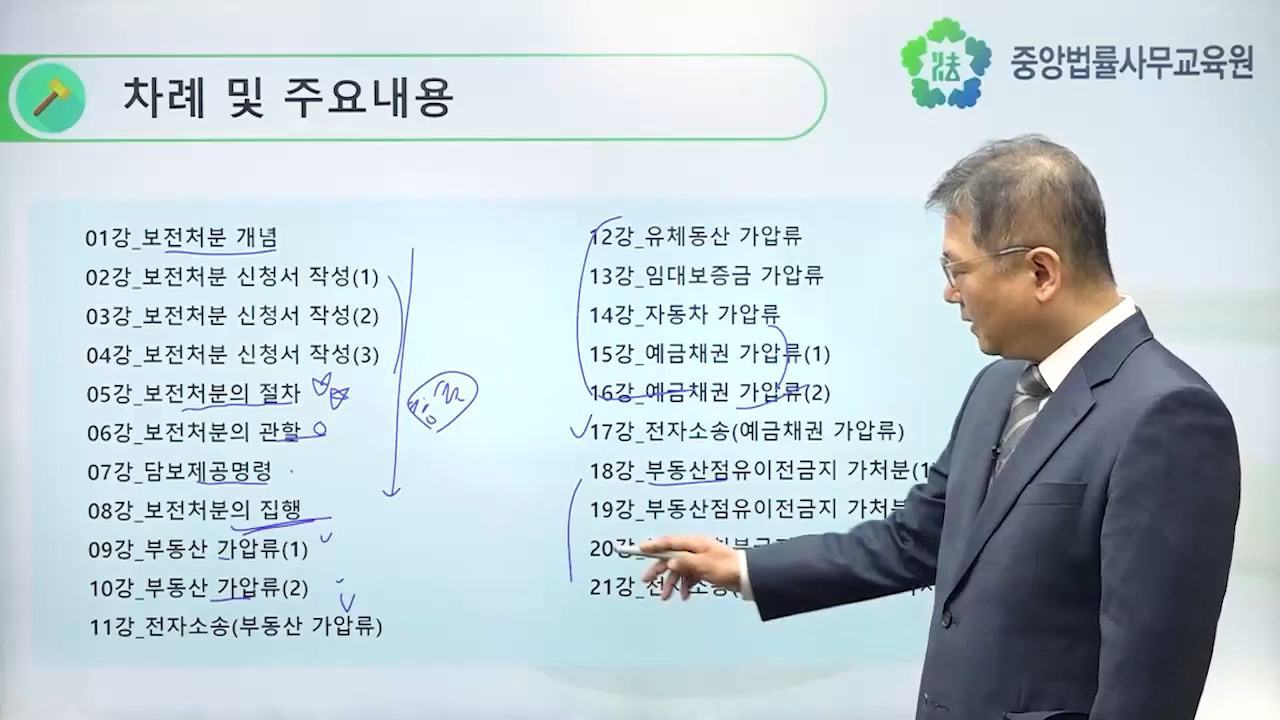 차례 및 주요내용
법
중앙법률사무교육원
01강_보전처분 개념
02강_보전처분 신청서 작성(1)
03강_보전처분 신청서 작성(2)
04강_보전처분 신청서 작성(3)
05강_보전처분의 절차
06강_보전처분의 관할
07강_담보제공명령
08강_보전처분의 집행
09강_부동산 가압류(1)
10강_부동산 가압류(2)
11강_전자소송(부동산 가압류)
12강_유체동산 가압류
13강_임대보증금 가압류
14강_자동차 가압류
15강_예금채권 가압류(1)
16강_예금채권 가압류(2)
17강_전자소송(예금채권 가압류)
18강_부동산점유이전금지 가처분(1
19강_부동산점유이전금지 가처분
20강_
21강_전자소송(